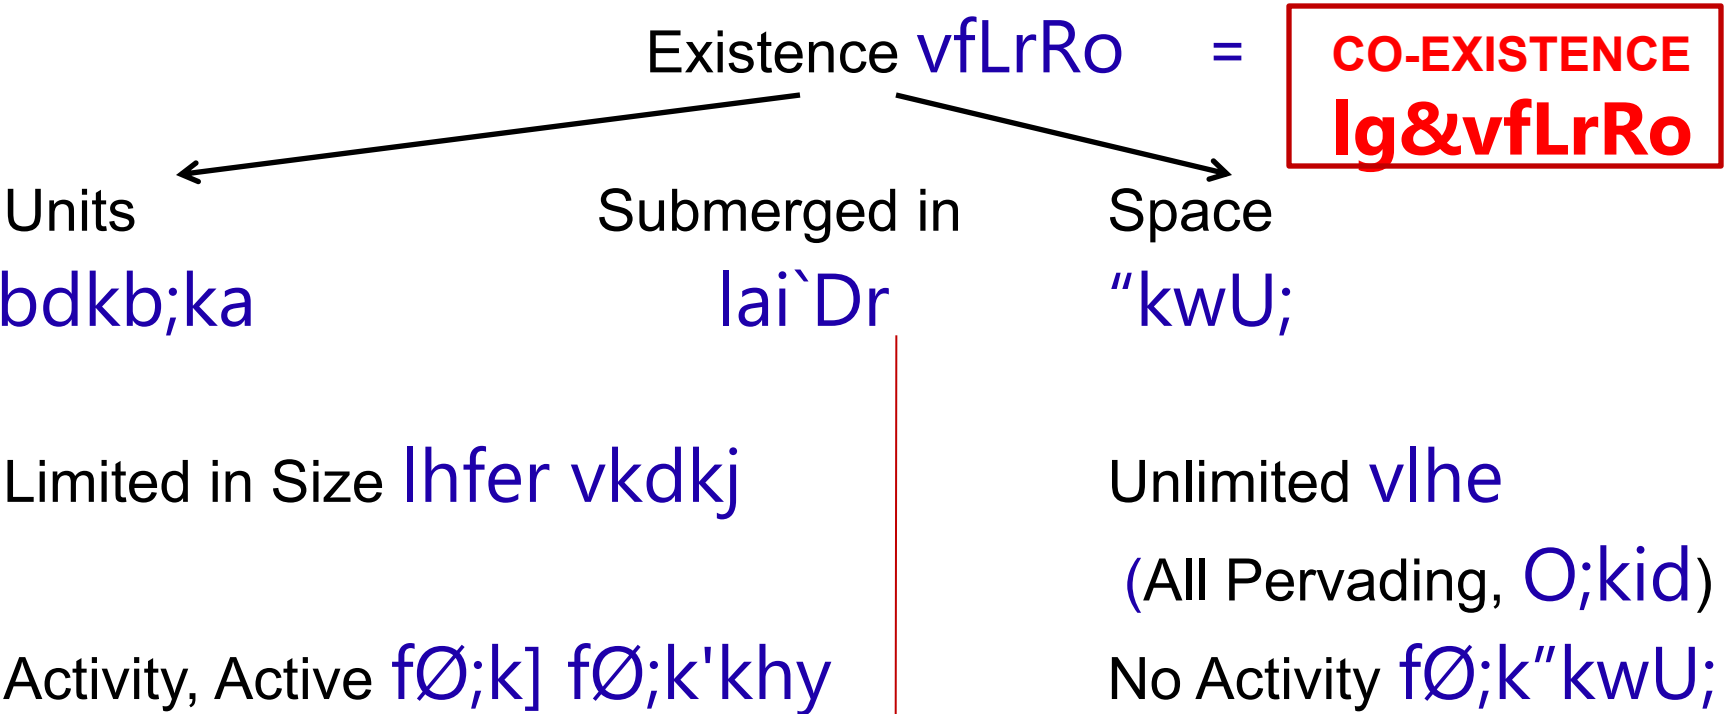 Existence vfLrRo = CO-EXISTENCE
lg&vfLrRo
Units Submerged in Space
bdkb;ka lai`Dr “kwU;
Limited in Size lhfer vkdkj Unlimited vlhe
(All Pervading, O;kid)
Activity, Active fØ;k] fØ;k'khy No Activity fØ;k“kwU;